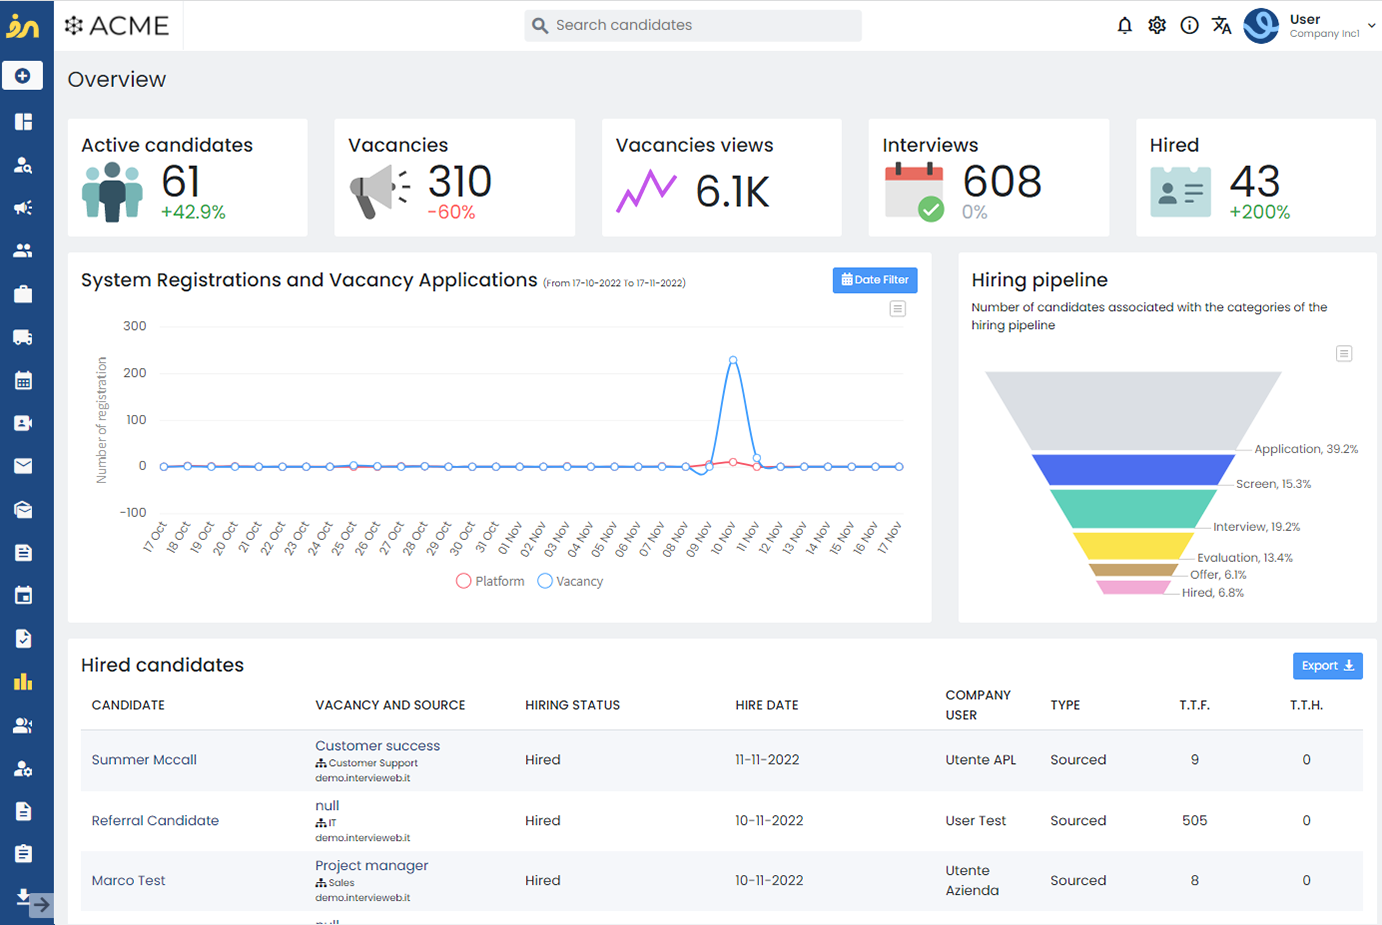 in
ACME
Search candidates
User
Company Inc1
Overview
Active candidates
61
+42.9%
Vacancies
310
-60%
Vacancies views
6.1K
Interviews
608
0%
Hired
43
+200%
System Registrations and Vacancy Applications (From 17-10-2022 To 17-11-2022)
Date Filter
Number of registration
300
200
100
0
-100
17 Oct
18 Oct
19 Oct
20 Oct
21 Oct
22 Oct
23 Oct
24 Oct
25 Oct
26 Oct
27 Oct
28 Oct
29 Oct
30 Oct
31 Oct
01 Nov
02 Nov
03 Nov
04 Nov
05 Nov
06 Nov
07 Nov
08 Nov
09 Nov
10 Nov
11 Nov
12 Nov
13 Nov
14 Nov
15 Nov
16 Nov
17 Nov
Platform
Vacancy
Hiring pipeline
Number of candidates associated with the categories of the
hiring pipeline
Application, 39.2%
Screen, 15.3%
Interview, 19.2%
Evaluation, 13.4%
Offer, 6.1%
Hired, 6.8%
Hired candidates
Export
CANDIDATE VACANCY AND SOURCE HIRING STATUS HIRE DATE COMPANY USER TYPE T.T.F. T.T.H.
Summer Mccall
Customer success
Customer Support
demo.intervieweb.it
Hired
11-11-2022
Utente APL
Sourced
9
0
Referral Candidate
null
IT
demo.intervieweb.it
Hired
10-11-2022
User Test
Sourced
505
0
Marco Test
Project manager
Sales
demo.intervieweb.it
Hired
10-11-2022
Utente
Azienda
Sourced
8
0
null